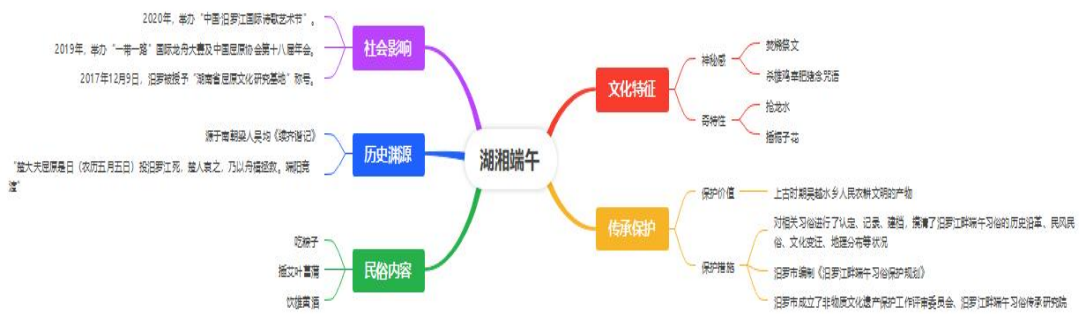 湖湘端午
社会影响
2020年，举办“中国汨罗江国际诗歌艺术节”。
2019年，举办“一带一路”国际龙舟大赛及中国屈原协会第十八届年会。
2017年12月9日，汨罗被授予“湖南省屈原文化研究基地”称号。
历史渊源
源于南朝梁人吴均《续齐谐记》
“楚大夫屈原是日（农历五月五日）投汨罗江死，楚人哀之，乃以舟楫拯救。端阳竞
渡”
民俗内容
吃粽子
插艾叶菖蒲
饮雄黄酒
文化特征
神秘感
焚烧祭文
杀雄鸡宰肥猪念咒语
奇特性
抢龙水
插栀子花
传承保护
保护价值
上古时期吴越水乡人民农耕文明的产物
保护措施
对相关习俗进行了认定、记录、建档，摸清了汨罗江畔端午习俗的历史沿革、民风民
俗、文化变迁、地理分布等状况
汨罗市编制《汨罗江畔端午习俗保护规划》
汨罗市成立了非物质文化遗产保护工作评审委员会、汨罗江畔端午习俗传承研究院